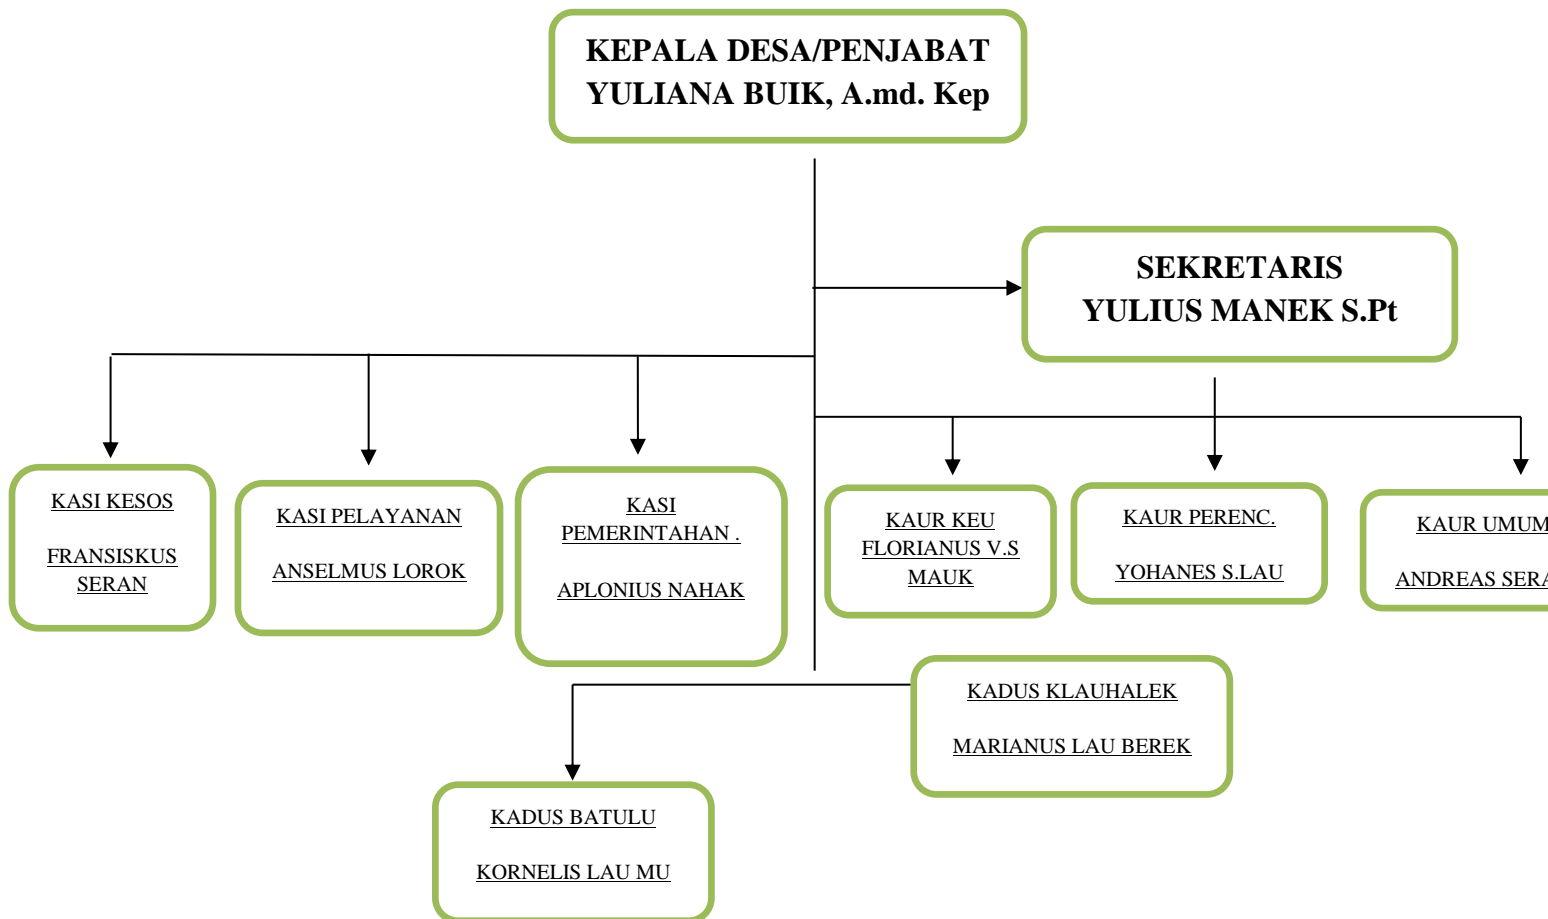 KEPALA DESA/PENJABAT
YULIANA BUIK, A.md. Kep
SEKRETARIS
YULIUS MANEK S.Pt
KASI KESOS
FRANSISKUS
SERAN
KASI PELAYANAN
ANSELMUS LOROK
KASI
PEMERINTAHAN .
APLONIUS NAHAK
KAUR KEU
FLORIANUS V.S
MAUK
KAUR PERENC.
YOHANES S.LAU
KAUR UMUM
ANDREAS
KADUS KLAUHALEK
MARIANUS LAU BEREK
KADUS BATULU
KORNELIS LAU MU